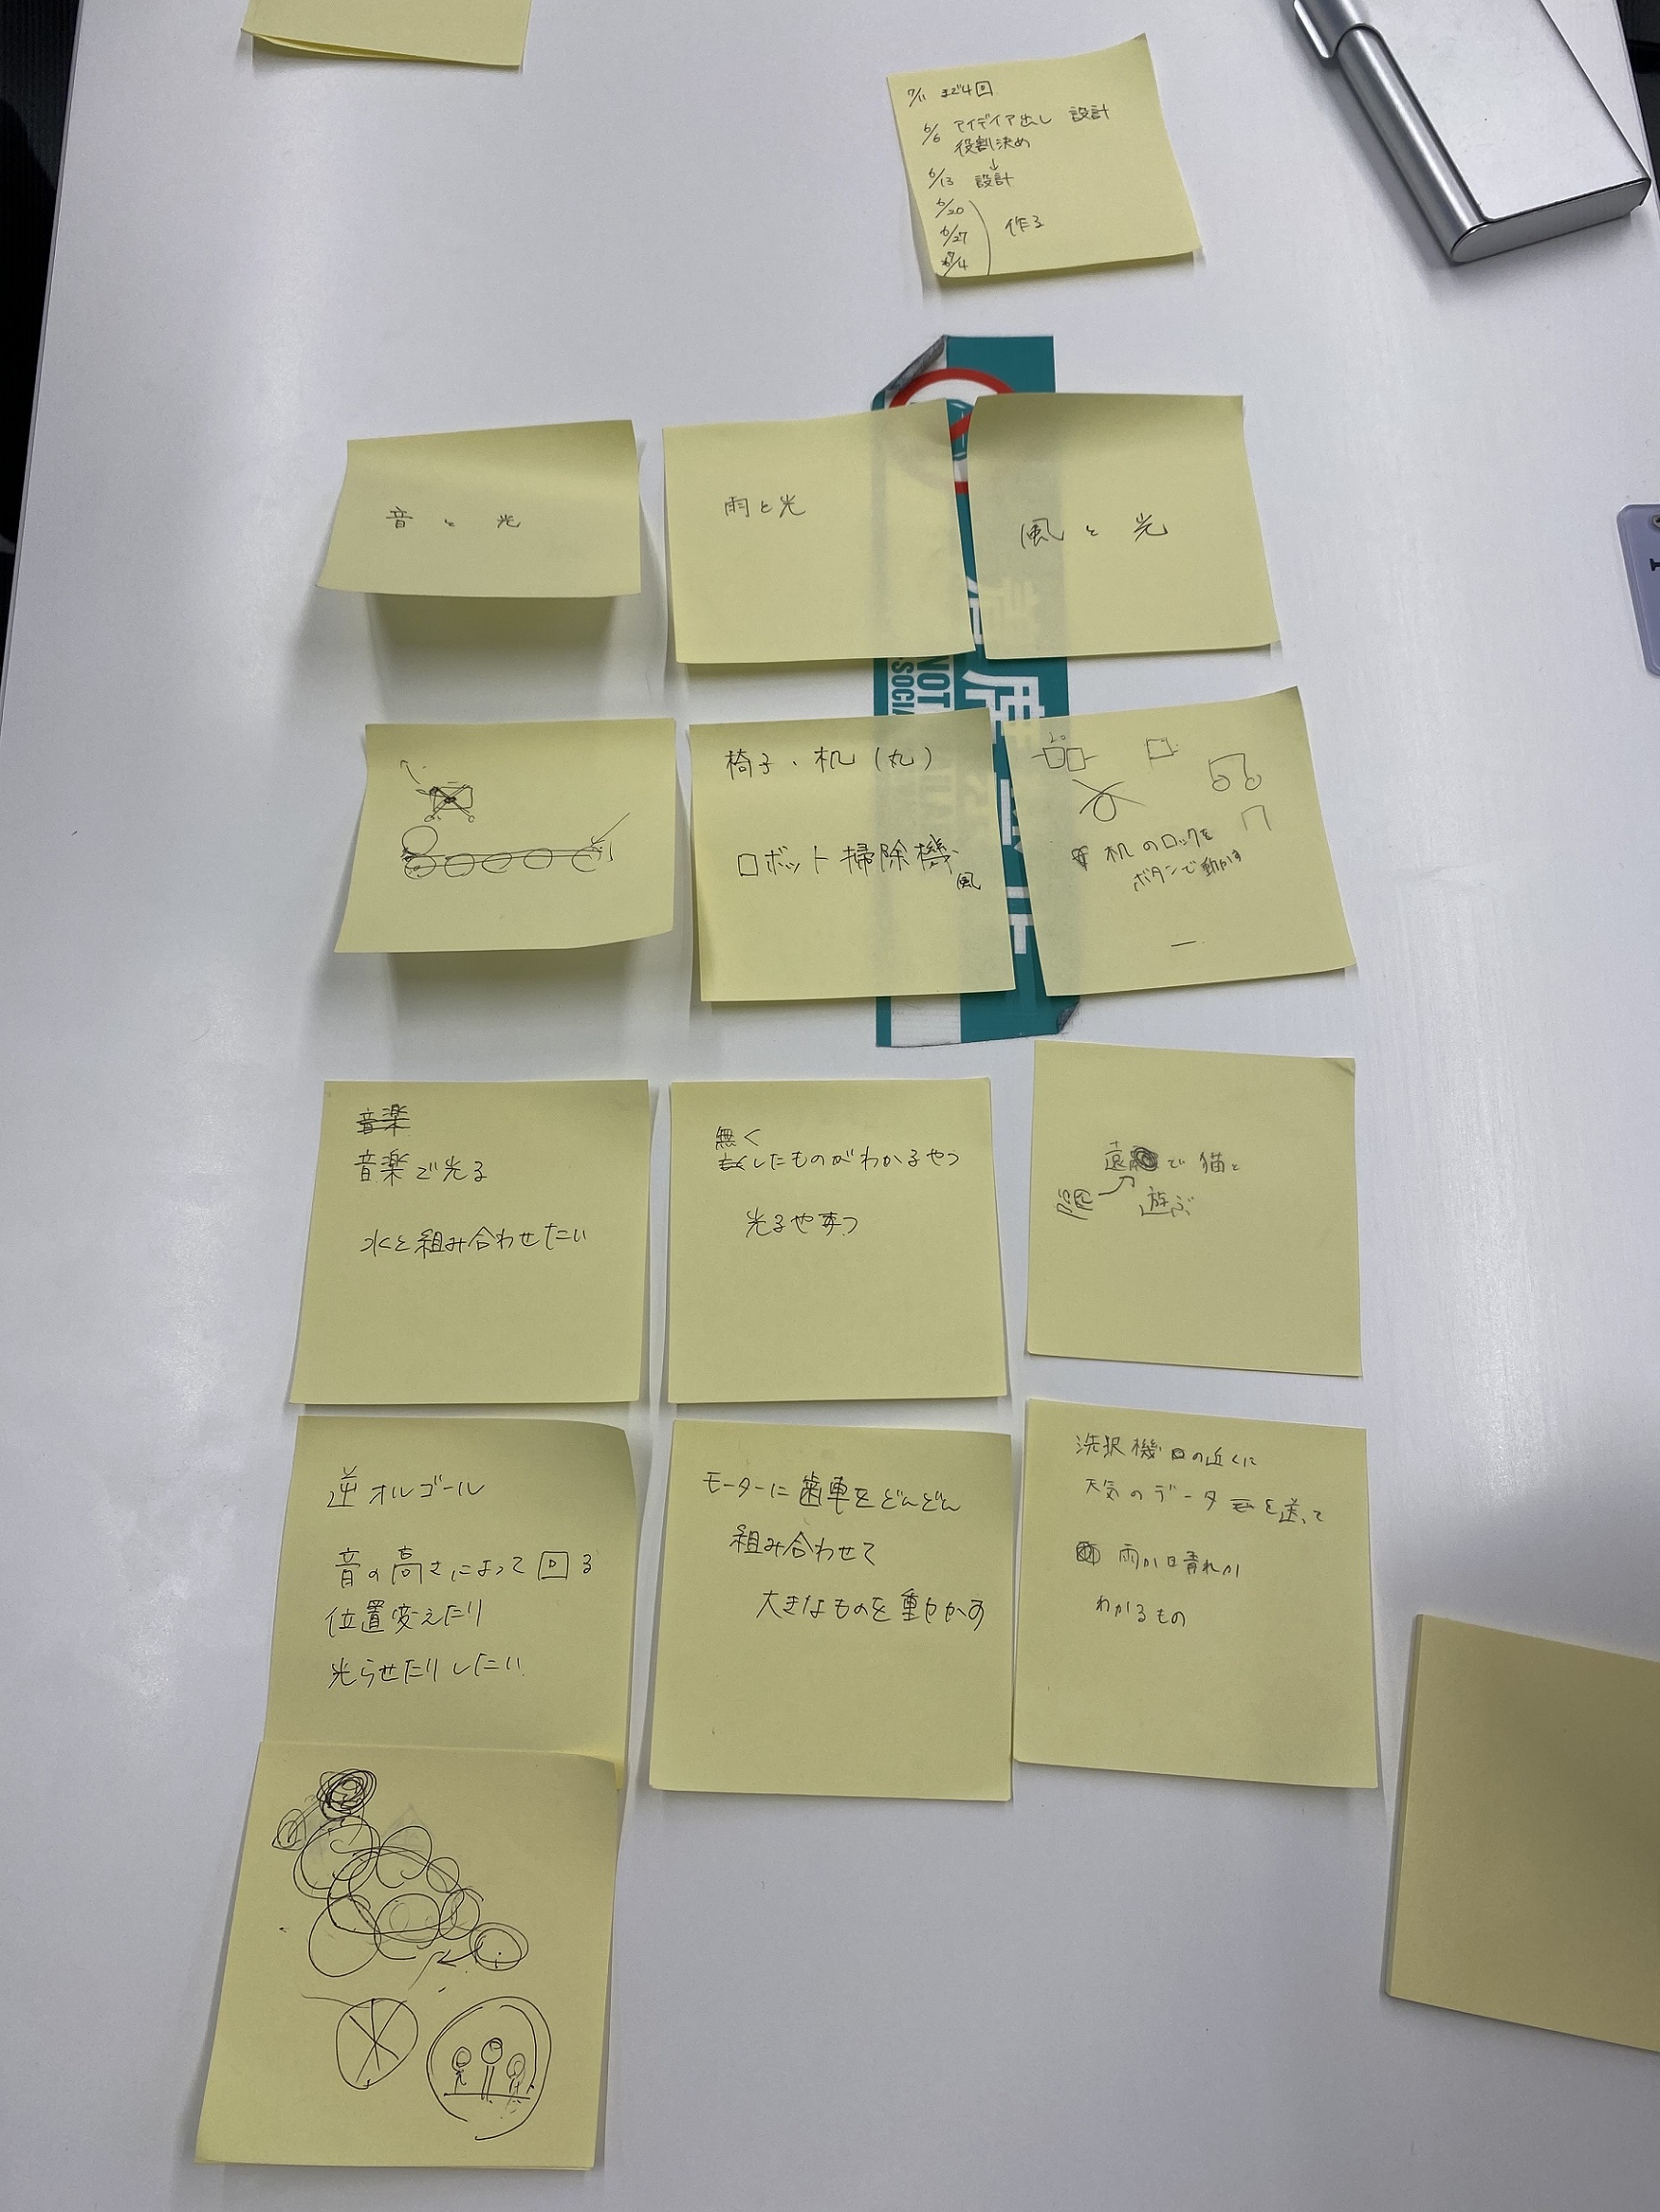 7/11 まで4回
6/6 アイデイア出し 設計
役割決め
↓
6/13 設計
6/20
6/27 作る
7/4
音と光
雨と光
風と光
椅子、机(丸)
ロボット掃除機、
風
机のロックを
ボタンで動かす
音楽
音楽で光る
水と組み合わせたい
無く
したものがわかるやつ
光るやつ
遠隔で猫と
遊ぶ
逆オルゴール
音の高さによって回る
位置変えたり
光らせたりしたい
モーターに歯車をどんどん
組み合わせて
大きなものを動かす
洗択機の近くに
天気のデータを送って
雨か晴れか
わかるもの
NOT
SOCIA